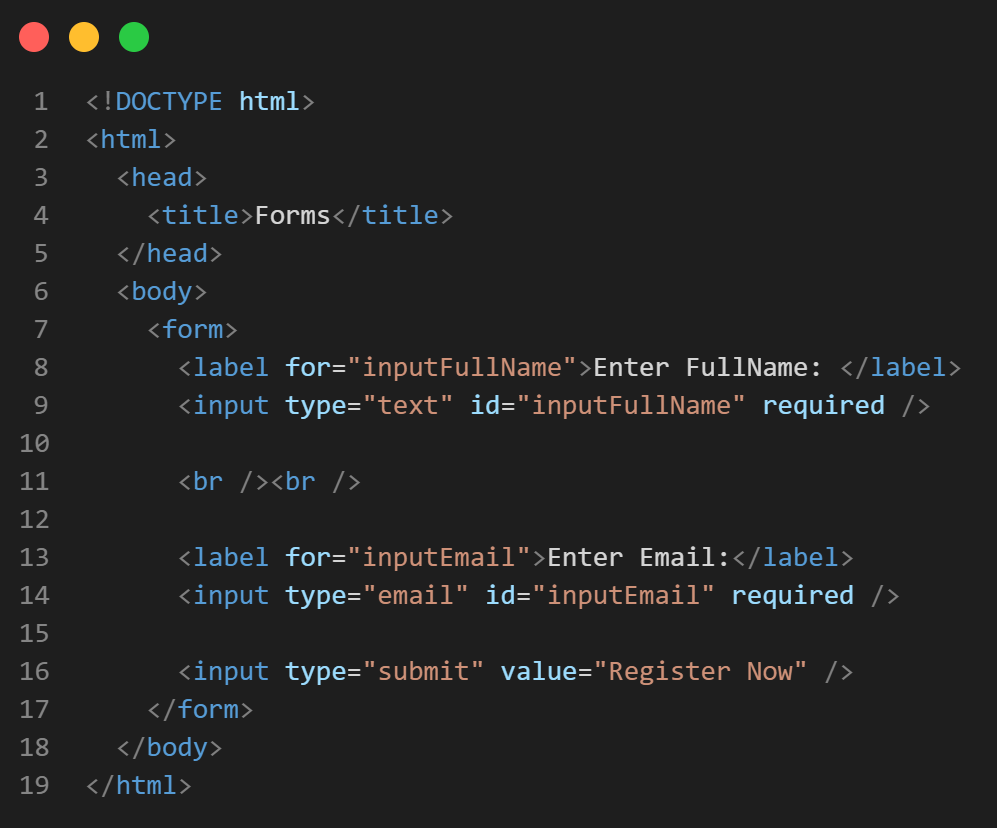 1 <!DOCTYPE html>
2 <html>
3   <head>
4     <title>Forms</title>
5   </head>
6   <body>
7     <form>
8       <label for="inputFullName">Enter FullName: </label>
9       <input type="text" id="inputFullName" required />
10
11       <br /><br />
12
13       <label for="inputEmail">Enter Email:</label>
14       <input type="email" id="inputEmail" required />
15
16       <input type="submit" value="Register Now" />
17     </form>
18   </body>
19 </html>